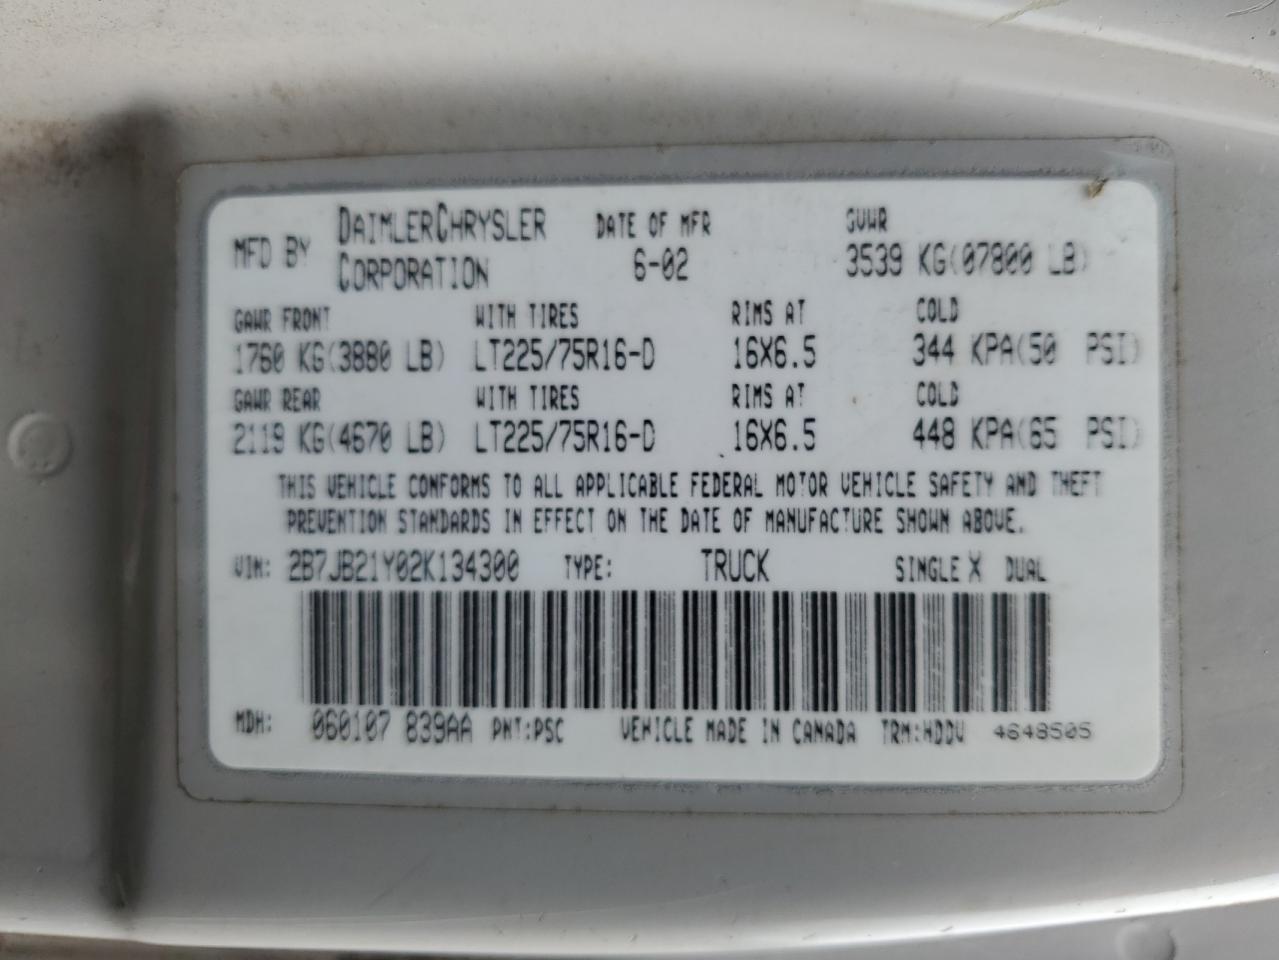 MFD BY DAIMLERCHRYSLER CORPORATION DATE OF MFR 6-02 GVWR 3539 KG(07800 LB)
GAWR FRONT WITH TIRES RIMS AT COLD
1760 KG(3880 LB) LT225/75R16-D 16X6.5 344 KPA(50 PSI)
GAWR REAR WITH TIRES RIMS AT COLD
2119 KG(4670 LB) LT225/75R16-D 16X6.5 448 KPA(65 PSI)
THIS VEHICLE CONFORMS TO ALL APPLICABLE FEDERAL MOTOR VEHICLE SAFETY AND THEFT
PREVENTION STANDARDS IN EFFECT ON THE DATE OF MANUFACTURE SHOWN ABOVE.
VIN: 2B7JB21Y02K134300 TYPE: TRUCK SINGLE X DUAL
MDH: 060107 839AA PNT:PSC VEHICLE MADE IN CANADA TRM:HDDV 4648505